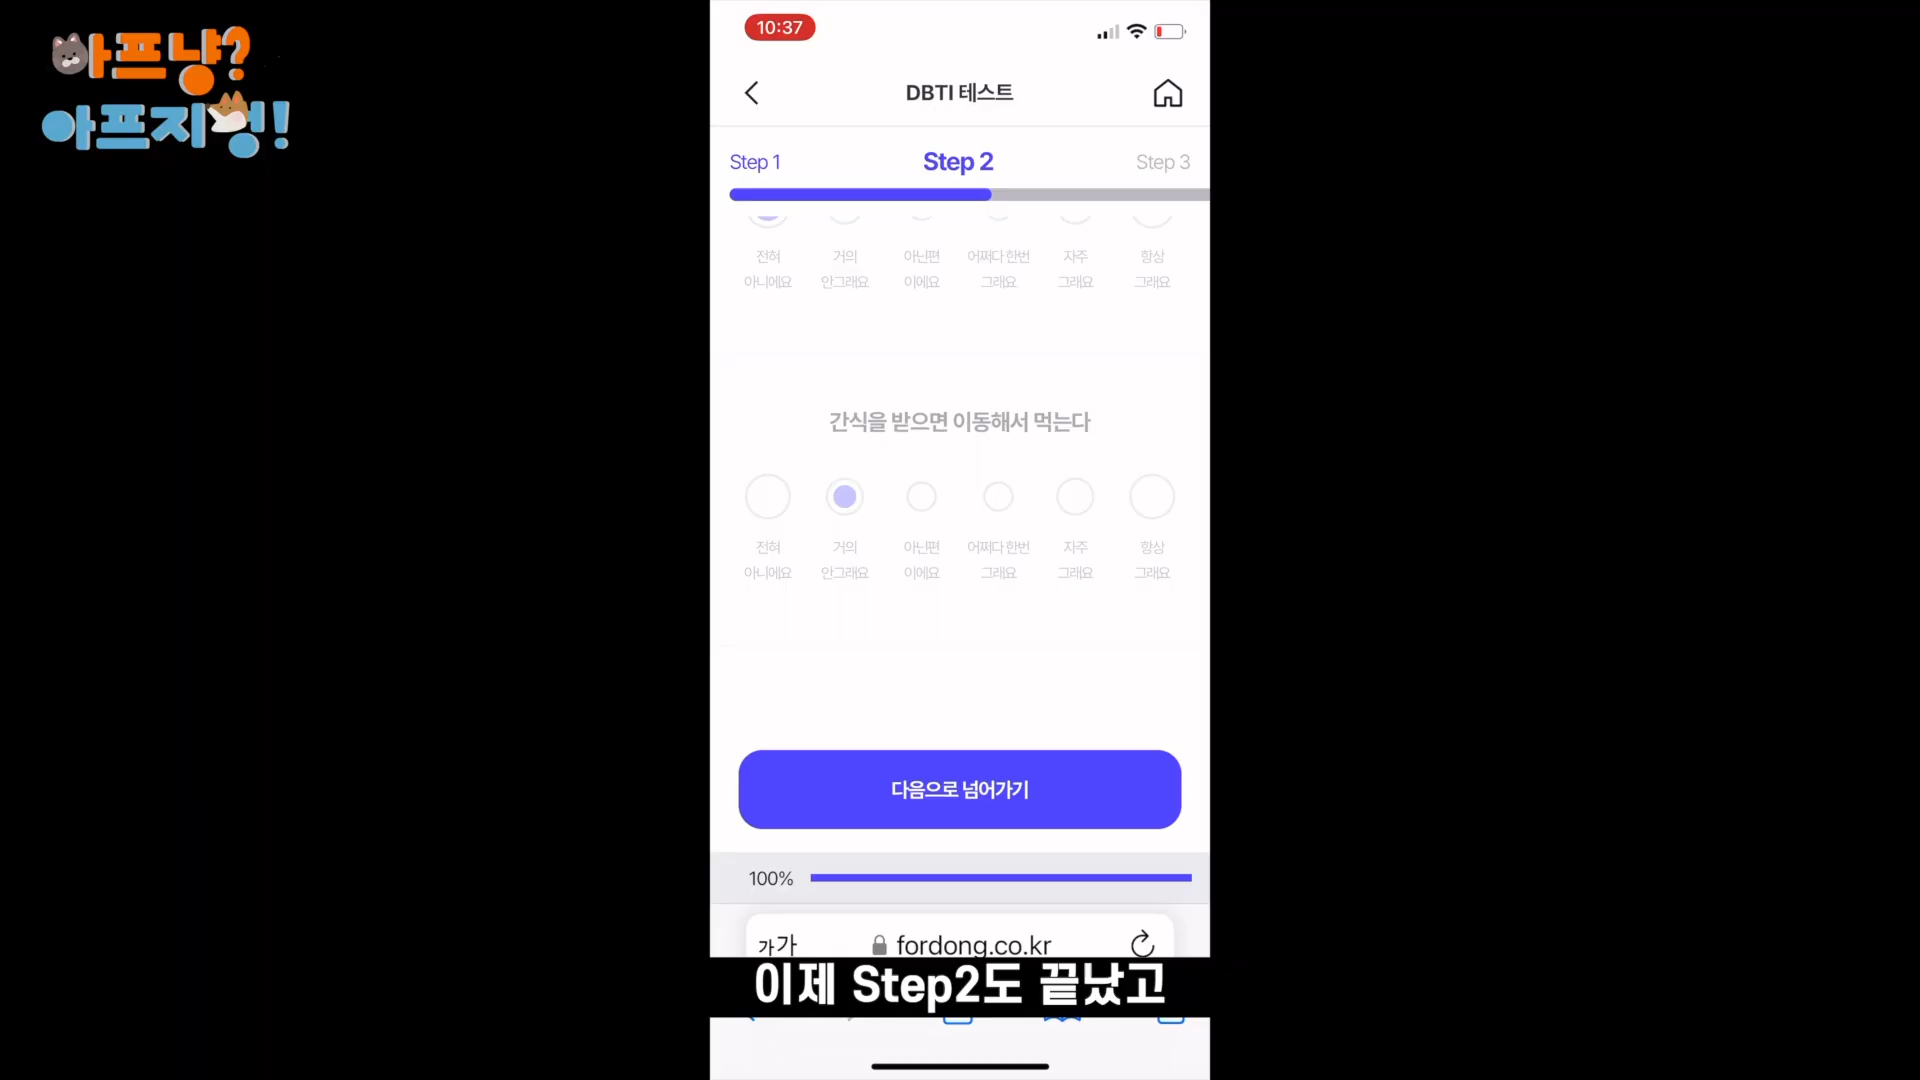 아프냥?
아프지멍!
10:37
DBTI 테스트
Step 1 Step 2 Step 3
전혀 거의 아닌편 어쩌다 한번 자주 항상
아니에요 안그래요 이에요 그래요 그래요 그래요
간식을 받으면 이동해서 먹는다
전혀 거의 아닌편 어쩌다 한번 자주 항상
아니에요 안그래요 이에요 그래요 그래요 그래요
다음으로 넘어가기
100%
가가 fordong.co.kr
이제 Step2도 끝났고